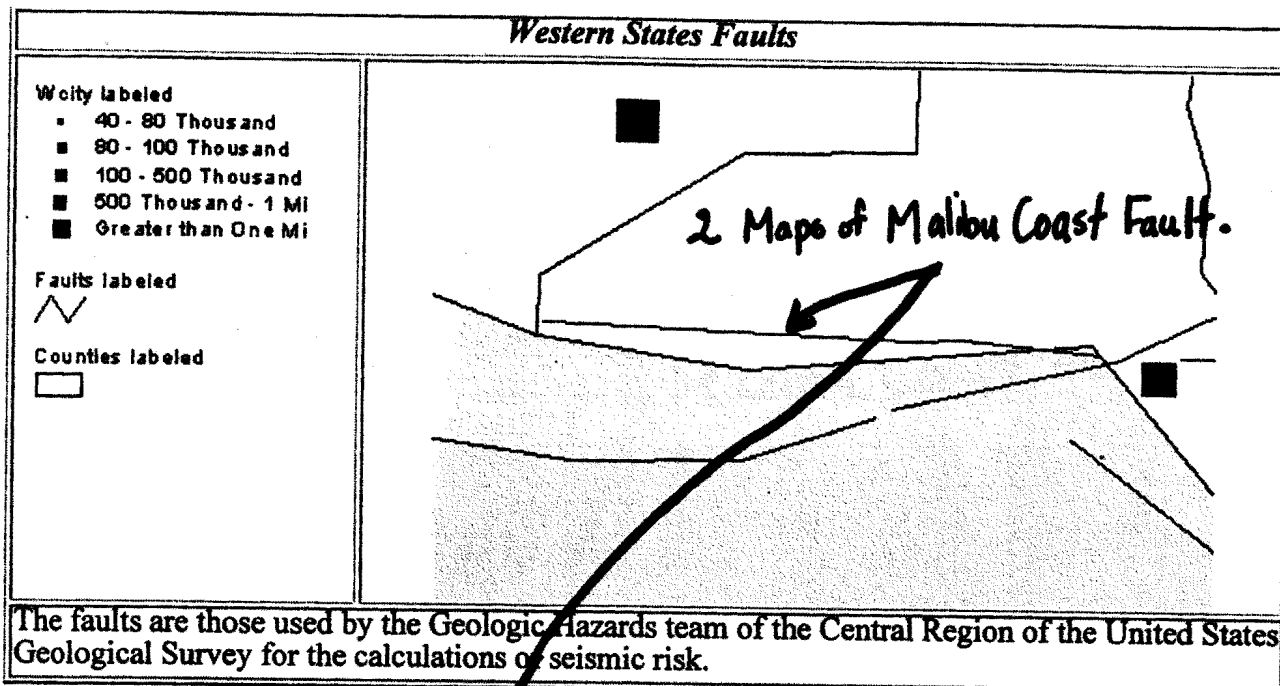 Western States Faults
Wcity labeled
40 - 80 Thousand
80 - 100 Thousand
100 - 500 Thousand
500 Thousand - 1 Mi
Greater than One Mi
Faults labeled
Counties labeled
2 Maps of Malibu Coast Fault.
The faults are those used by the Geologic Hazards team of the Central Region of the United States
Geological Survey for the calculations of seismic risk.